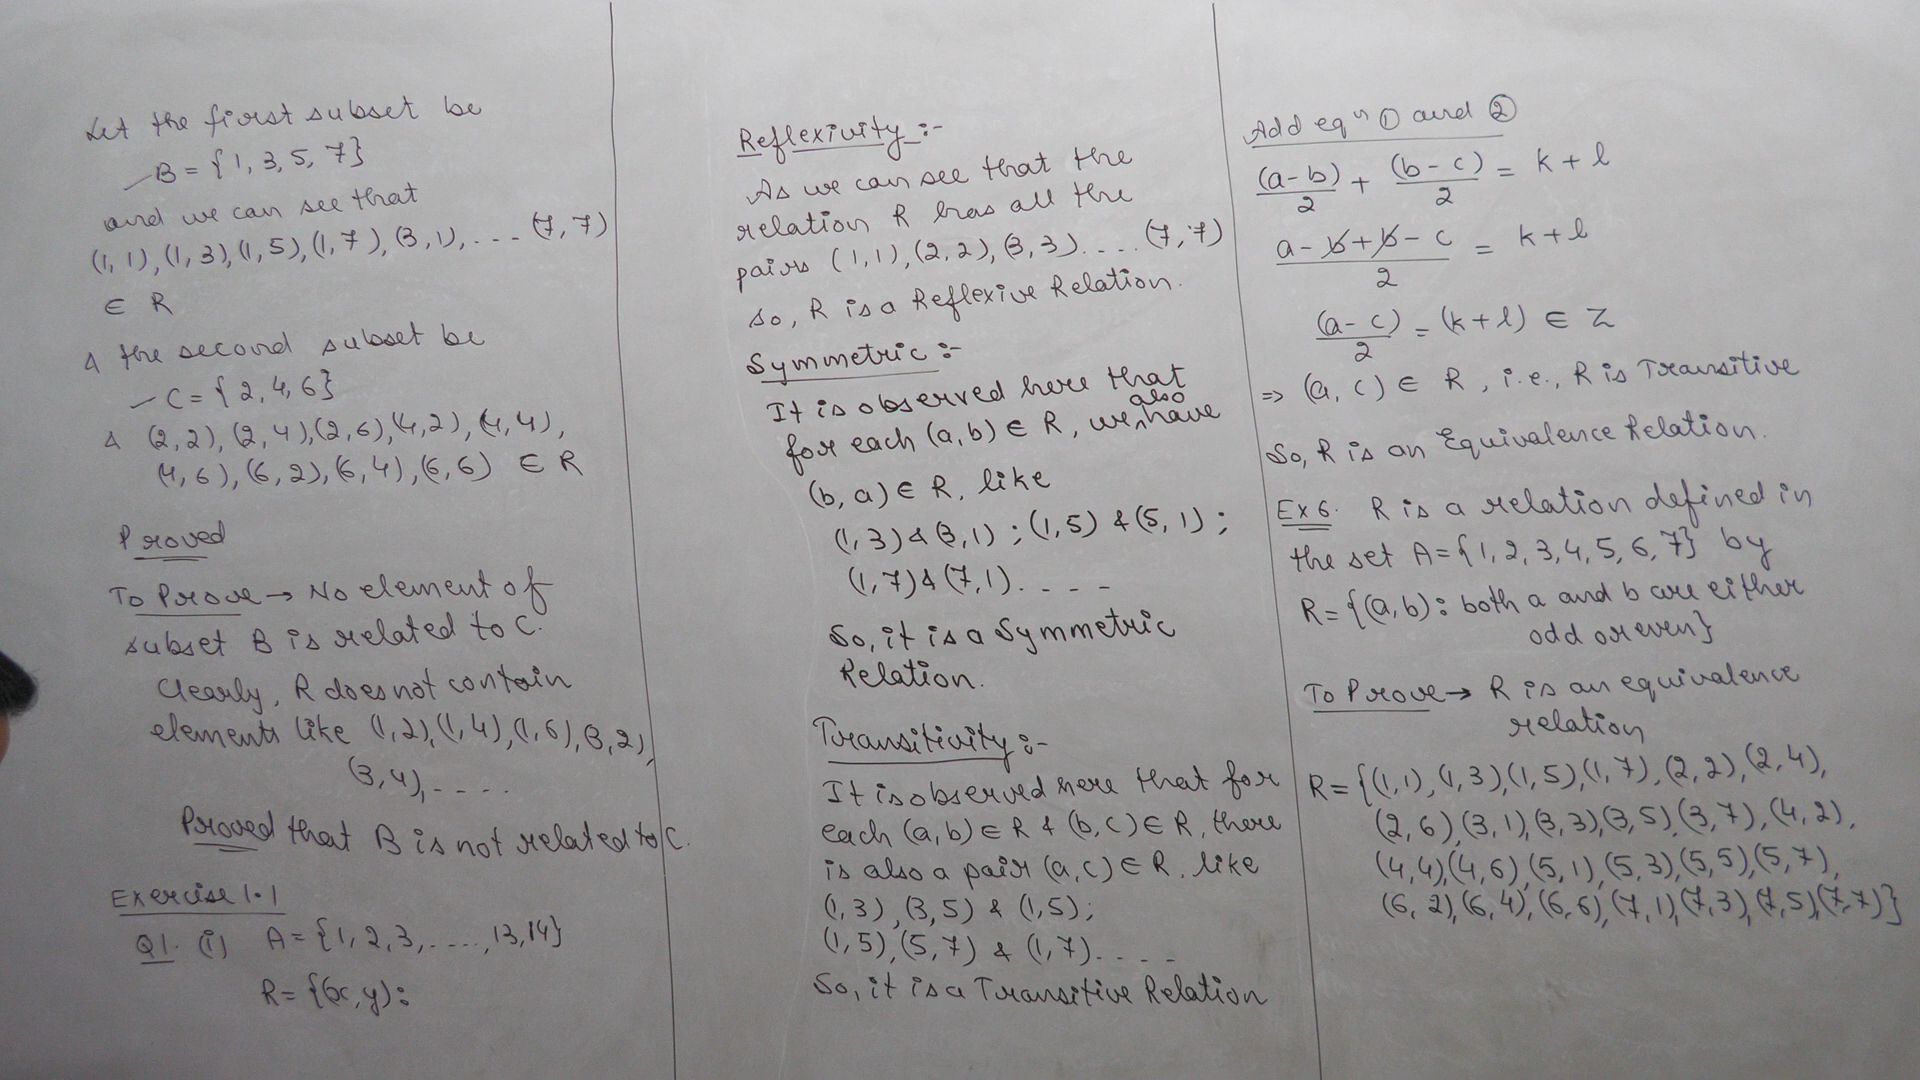 Let the first subset be
B = {1, 3, 5, 7}
and we can see that
(1, 1), (1, 3), (1, 5), (1, 7), (3, 1), .... (7, 7)
∈ R
& the second subset be
C = {2, 4, 6}
& (2, 2), (2, 4), (2, 6), (4, 2), (4, 4),
(4, 6), (6, 2), (6, 4), (6, 6) ∈ R
Proved
To Prove → No element of
subset B is related to C.
Clearly, R does not contain
elements like (1, 2), (1, 4), (1, 6), (3, 2),
(3, 4), ....
Proved that B is not related to C.
Exercise 1.1
Q1. (i) A = {1, 2, 3, ....., 13, 14}
R = {(x, y):
Reflexivity :-
As we can see that the
relation R has all the
pairs (1, 1), (2, 2), (3, 3) .... (7, 7)
So, R is a Reflexive Relation.
Symmetric :-
It is observed here that
for each (a, b) ∈ R, we also have
(b, a) ∈ R, like
(1, 3) & (3, 1) ; (1, 5) & (5, 1) ;
(1, 7) & (7, 1) ....
So, it is a Symmetric
Relation.
Transitivity :-
It is observed here that for
each (a, b) ∈ R & (b, c) ∈ R, there
is also a pair (a, c) ∈ R, like
(1, 3), (3, 5) & (1, 5);
(1, 5), (5, 7) & (1, 7) ....
So, it is a Transitive Relation
Add eqⁿ ① and ②
(a-b)/2 + (b-c)/2 = k + l
(a-b+b-c)/2 = k + l
(a-c)/2 = (k + l) ∈ Z
⇒ (a, c) ∈ R, i.e., R is Transitive
So, R is an Equivalence Relation.
Ex 6. R is a relation defined in
the set A = {1, 2, 3, 4, 5, 6, 7} by
R = {(a, b): both a and b are either
odd or even}
To Prove → R is an equivalence
relation
R = {(1, 1), (1, 3), (1, 5), (1, 7), (2, 2), (2, 4),
(2, 6), (3, 1), (3, 3), (3, 5), (3, 7), (4, 2),
(4, 4), (4, 6), (5, 1), (5, 3), (5, 5), (5, 7),
(6, 2), (6, 4), (6, 6), (7, 1), (7, 3), (7, 5), (7, 7)}